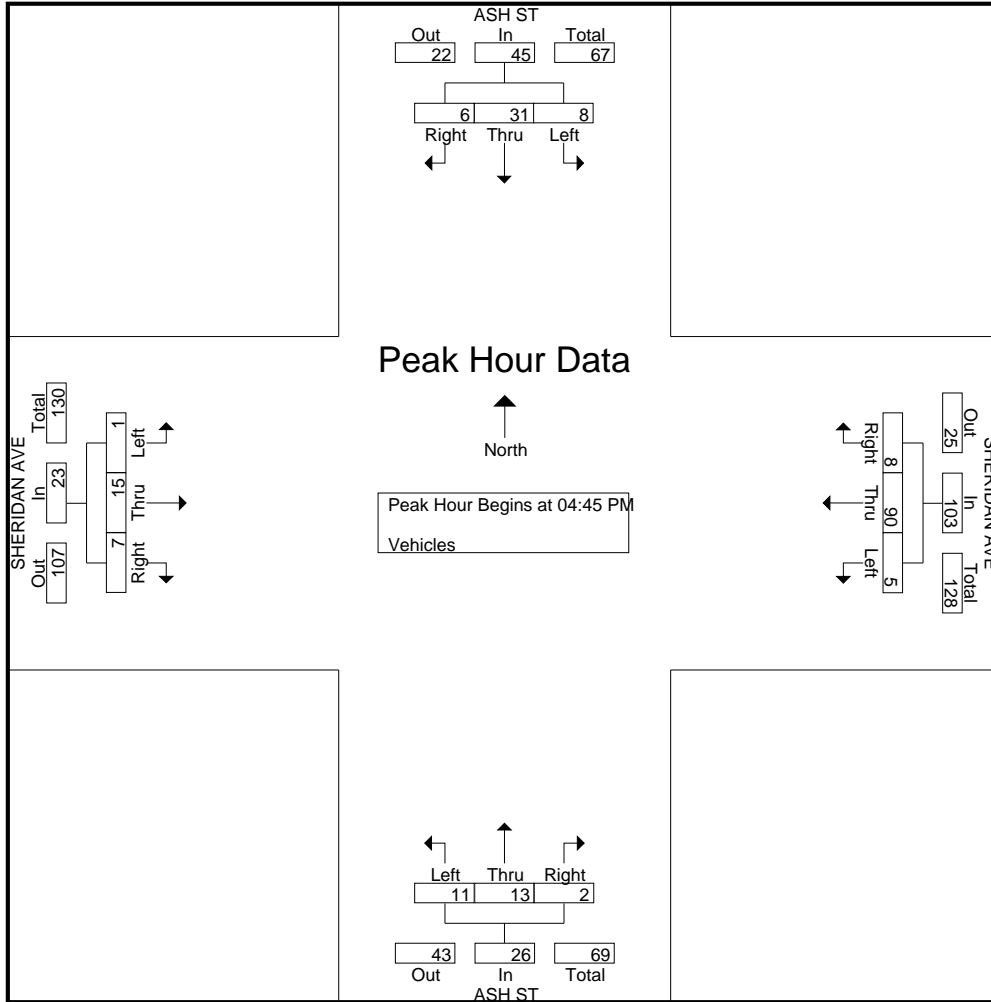 ASH ST
Out In Total
22 45 67
6 31 8
Right Thru Left
Peak Hour Data
North
Peak Hour Begins at 04:45 PM
Vehicles
SHERIDAN AVE
Out In Total
107 23 130
Left Thru Right
1 15 7
SHERIDAN AVE
Out In Total
25 103 128
Right Thru Left
8 90 5
Left Thru Right
11 13 2
43 26 69
Out In Total
ASH ST